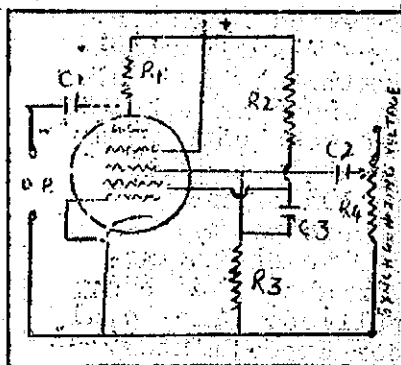 +
C1
R1
R2
C2
O P.
C3
R4
R3
SYNCHRONIZING VOLTAGE